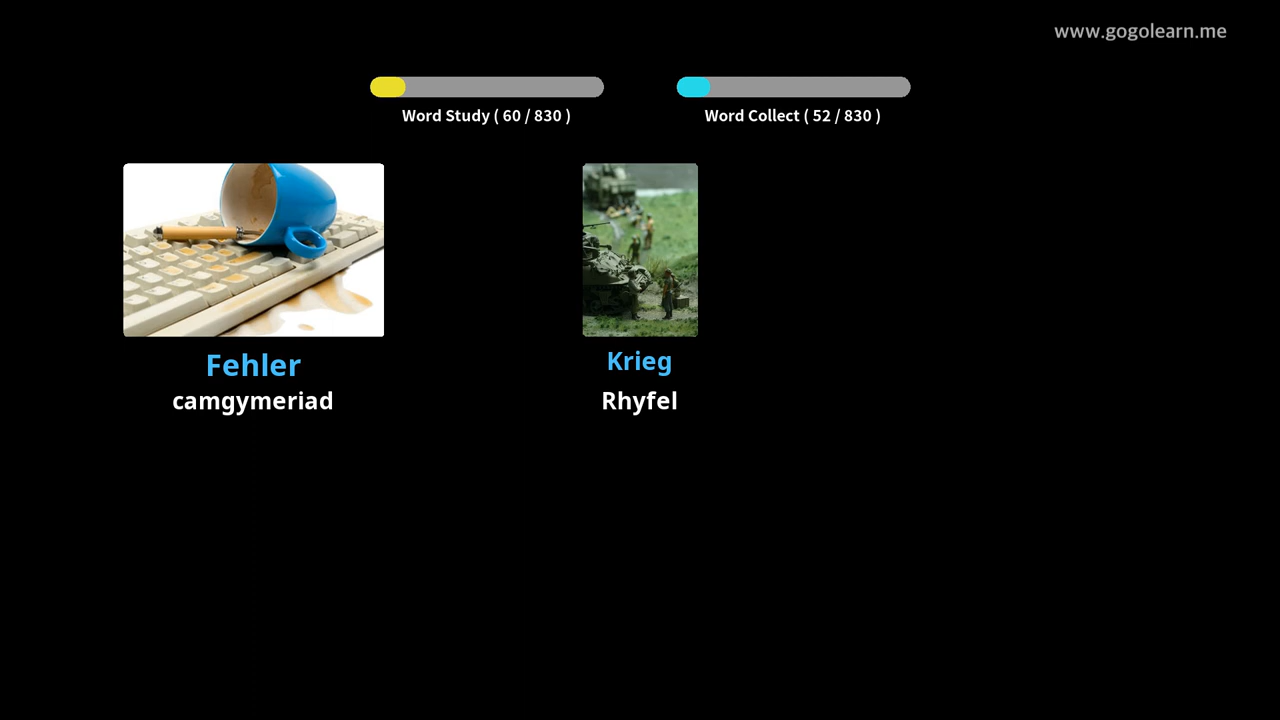 www.gogolearn.me
Word Study ( 60 / 830 )
Word Collect ( 52 / 830 )
Fehler
camgymeriad
Krieg
Rhyfel